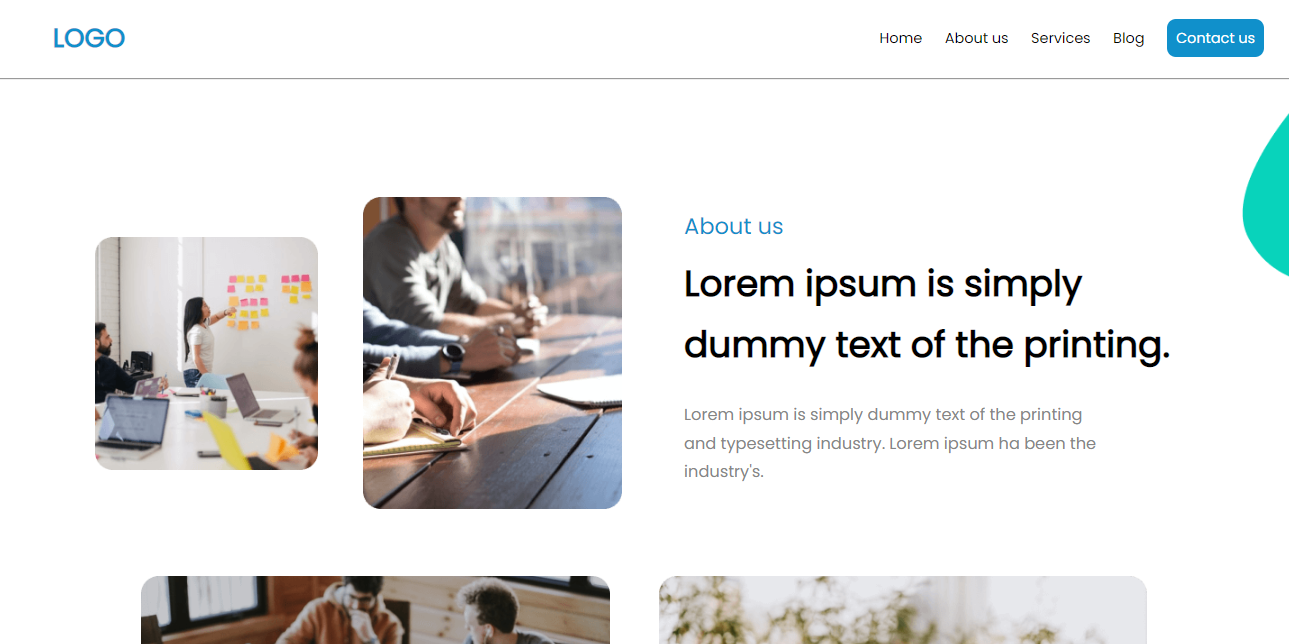 LOGO
Home
About us
Services
Blog
Contact us
About us
Lorem ipsum is simply
dummy text of the printing.
Lorem ipsum is simply dummy text of the printing
and typesetting industry. Lorem ipsum ha been the
industry's.